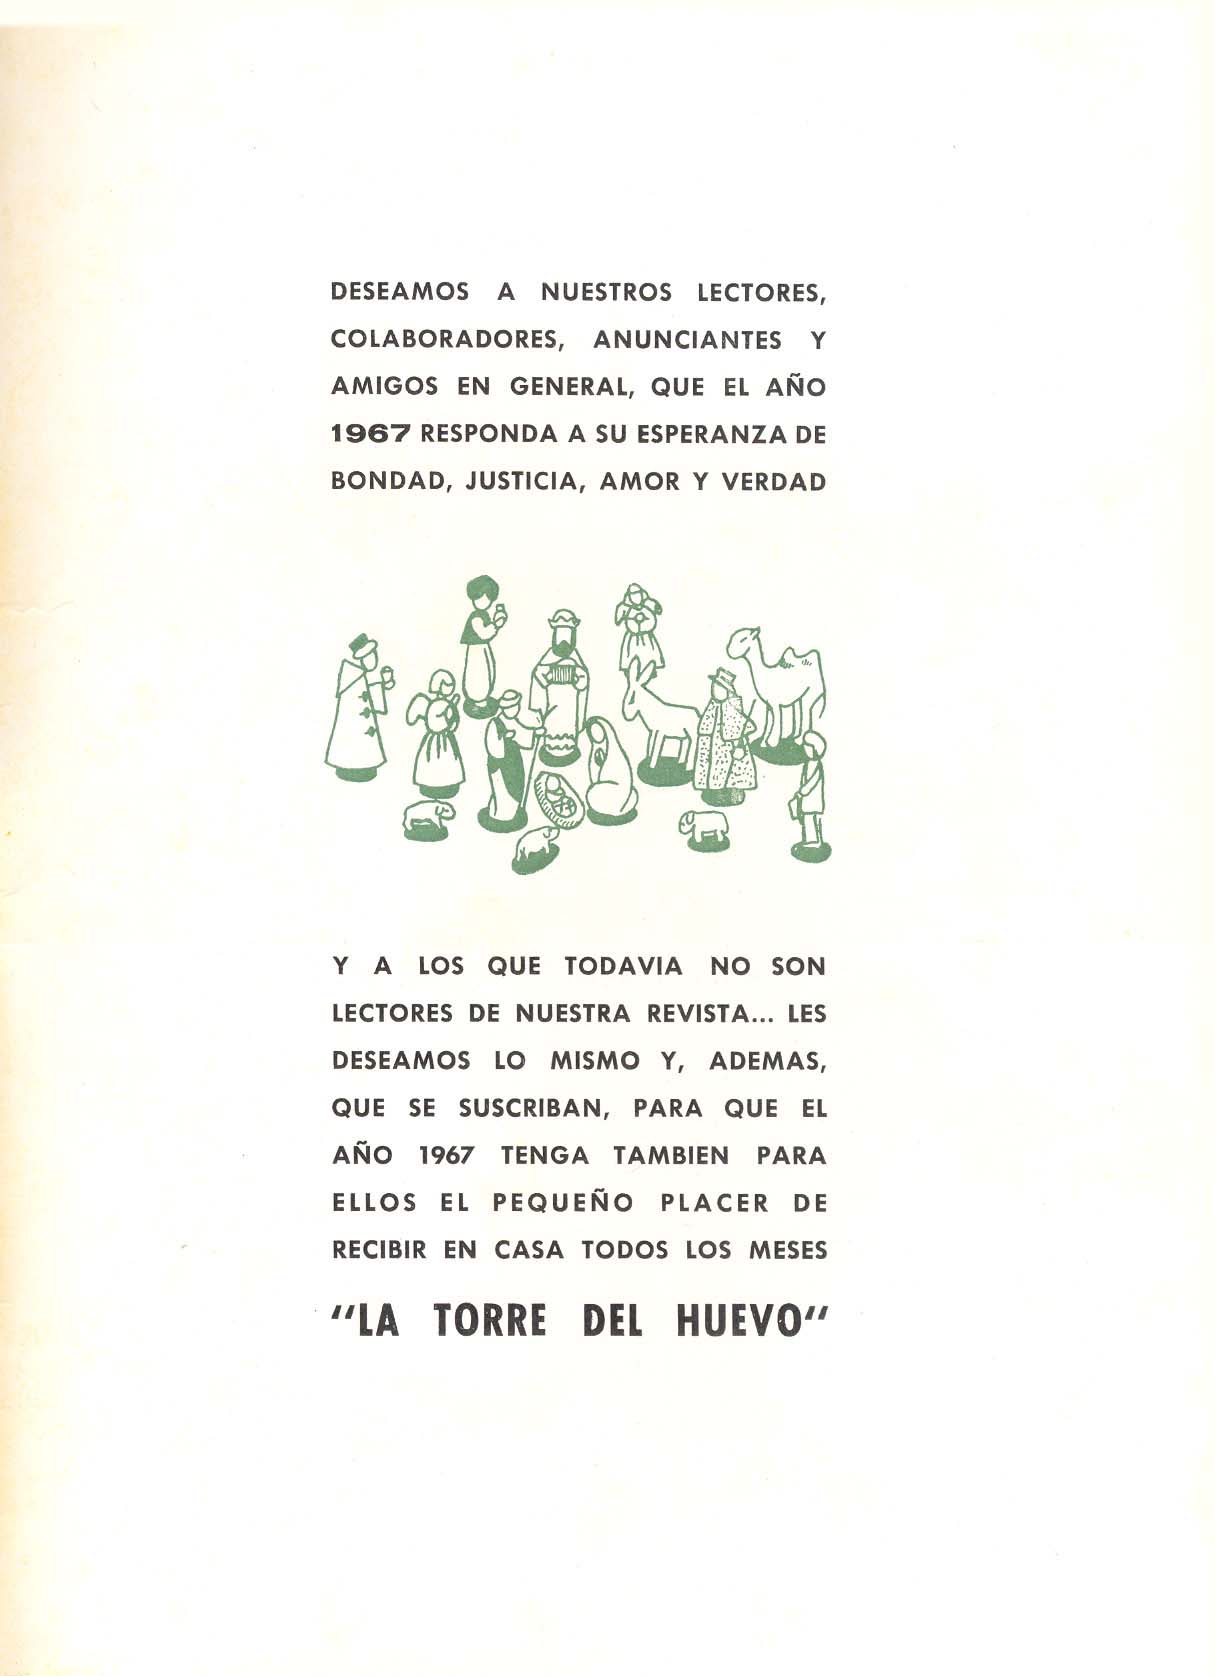 DESEAMOS A NUESTROS LECTORES,
COLABORADORES, ANUNCIANTES Y
AMIGOS EN GENERAL, QUE EL AÑO
1967 RESPONDA A SU ESPERANZA DE
BONDAD, JUSTICIA, AMOR Y VERDAD
Y A LOS QUE TODAVIA NO SON
LECTORES DE NUESTRA REVISTA... LES
DESEAMOS LO MISMO Y, ADEMAS,
QUE SE SUSCRIBAN, PARA QUE EL
AÑO 1967 TENGA TAMBIEN PARA
ELLOS EL PEQUEÑO PLACER DE
RECIBIR EN CASA TODOS LOS MESES
"LA TORRE DEL HUEVO"